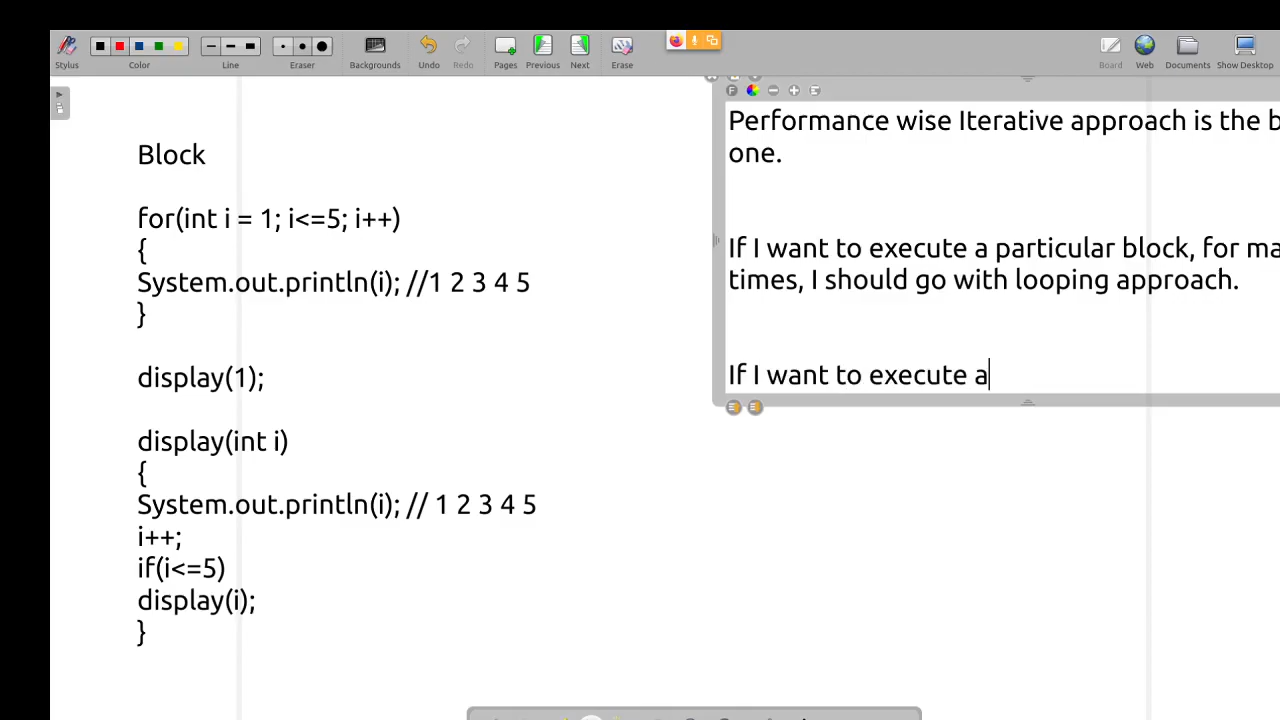 Stylus
Color
Line
Eraser
Backgrounds
Undo
Redo
Pages
Previous
Next
Erase
Board
Web
Documents
Show Desktop
Block
for(int i = 1; i<=5; i++)
{
System.out.println(i); //1 2 3 4 5
}
display(1);
display(int i)
{
System.out.println(i); // 1 2 3 4 5
i++;
if(i<=5)
display(i);
}
F
Performance wise Iterative approach is the
one.
If I want to execute a particular block, for
times, I should go with looping approach.
If I want to execute a